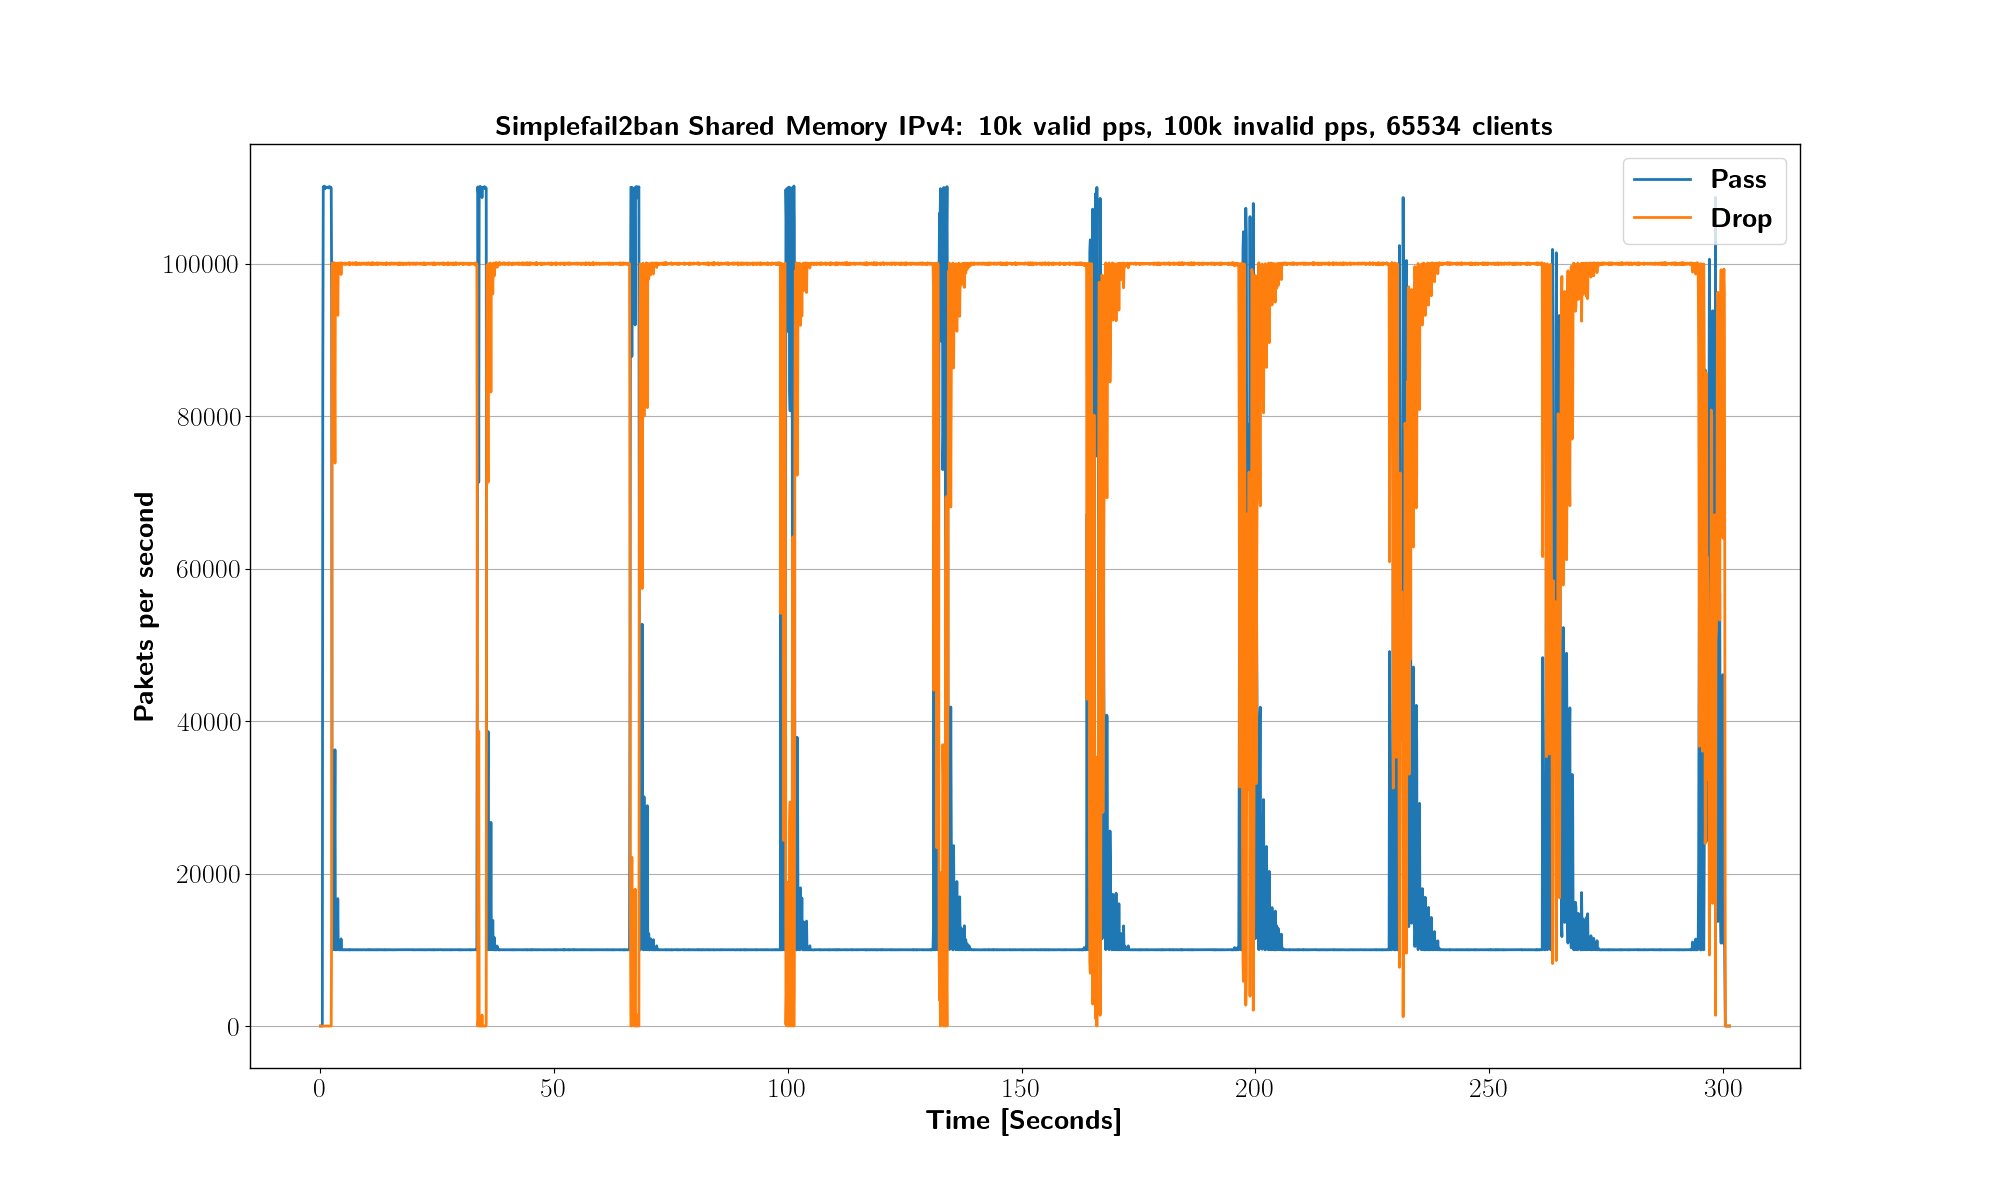 Simplefail2ban Shared Memory IPv4: 10k valid pps, 100k invalid pps, 65534 clients
Pass
Drop
100000
80000
60000
40000
20000
0
Pakets per second
0 50 100 150 200 250 300
Time [Seconds]